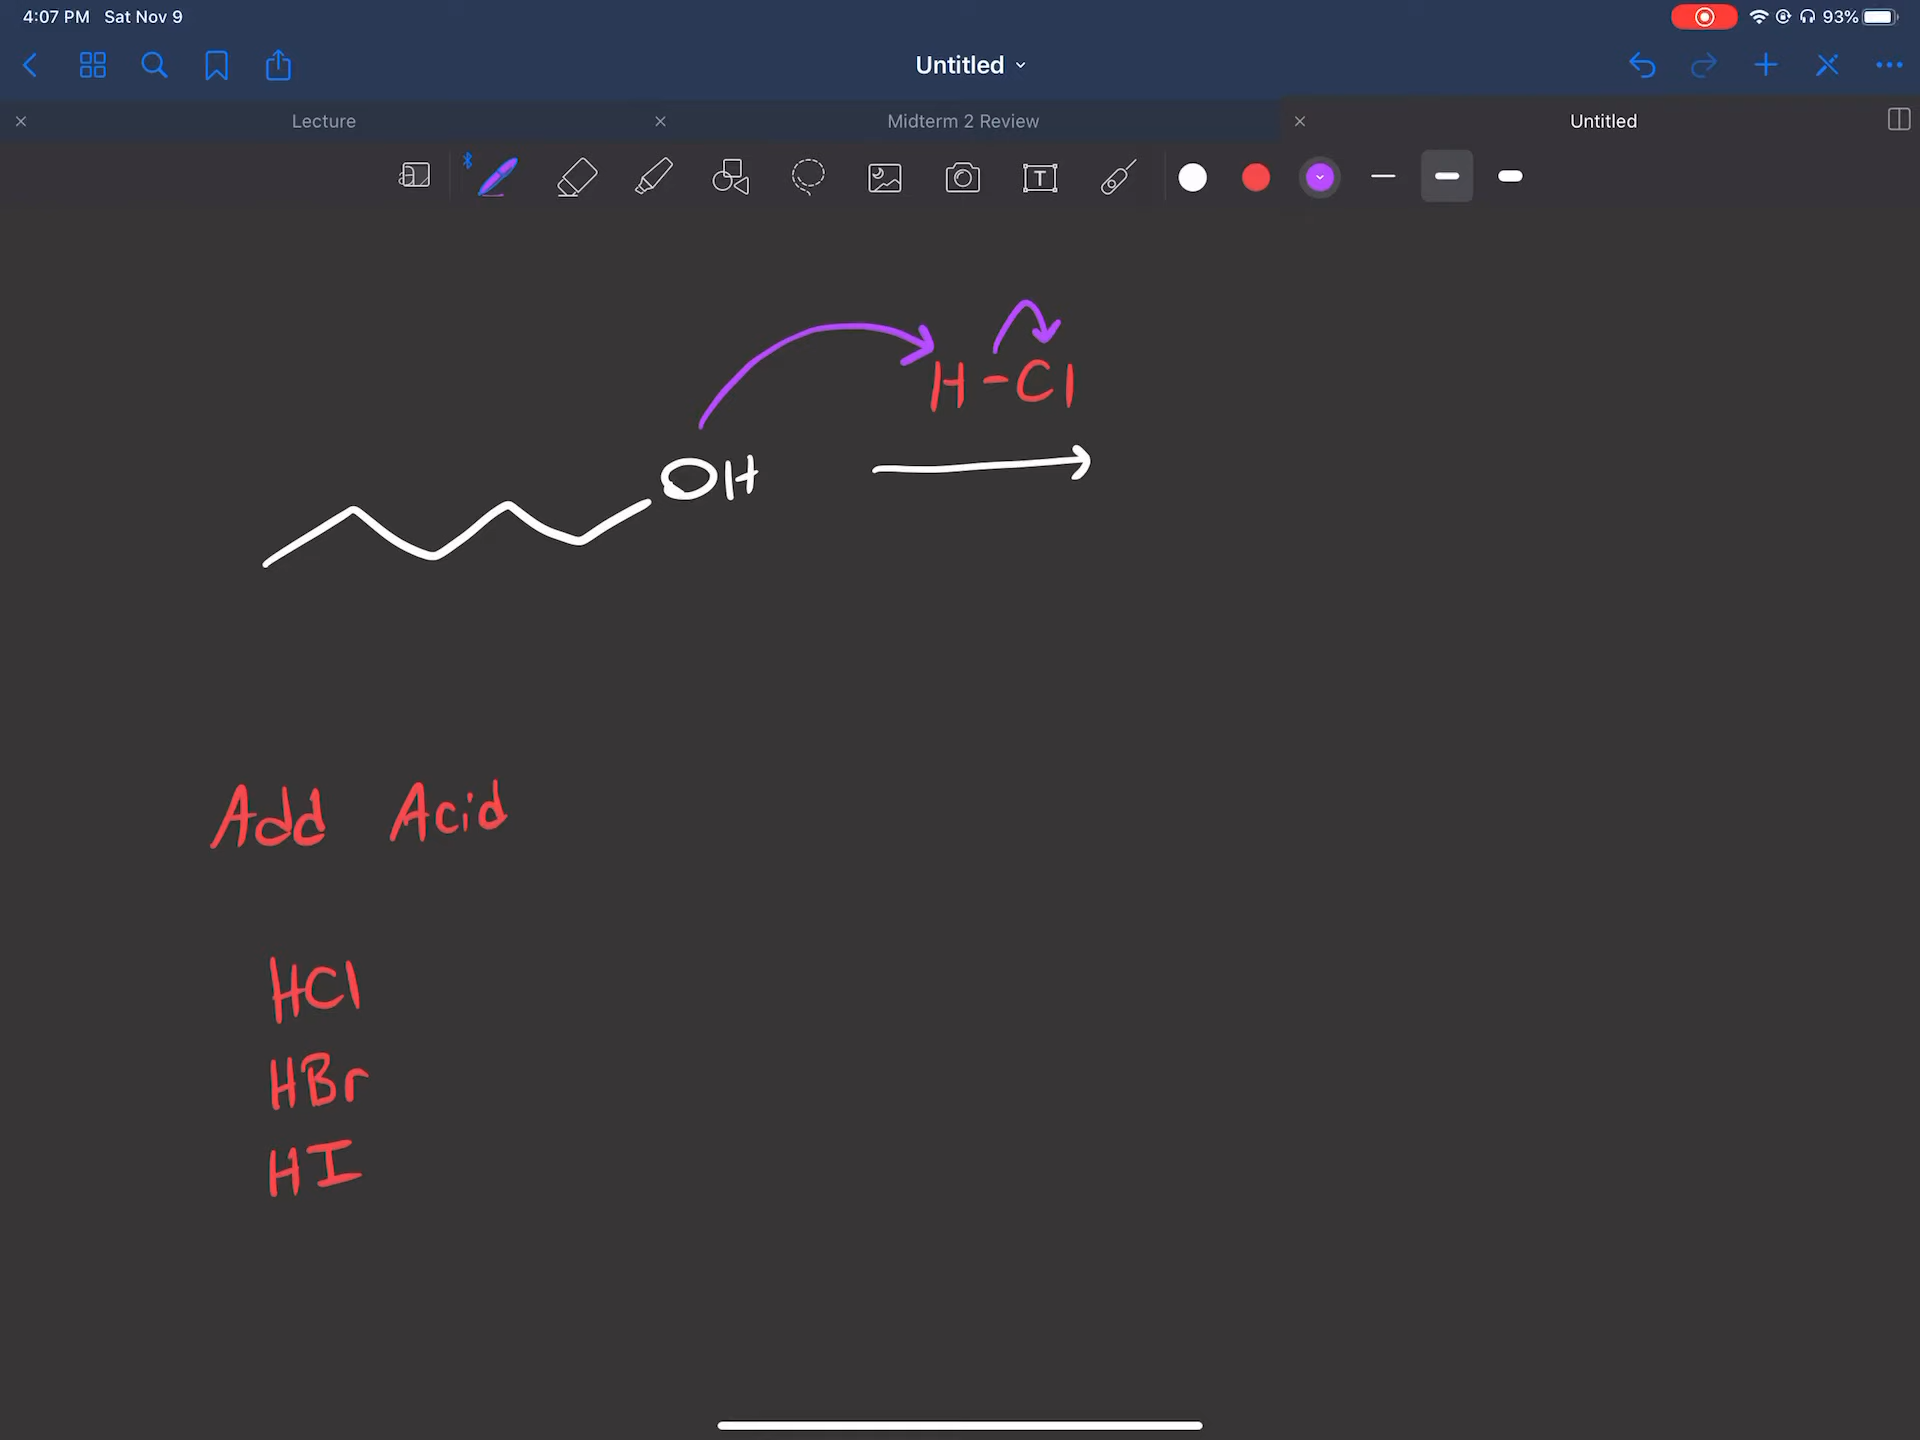 4:07 PM Sat Nov 9
93%
Untitled
Lecture
Midterm 2 Review
Untitled
T
H-Cl
OH
Add Acid
HCl
HBr
HI